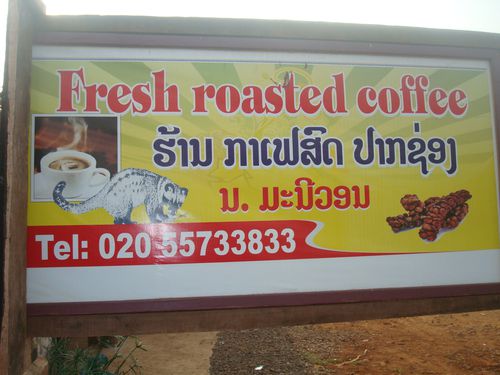 Fresh roasted coffee
ຮ້ານ ກາເຟສົດ ປາກຊ່ອງ
ນ. ມະນີວອນ
Tel: 020 55733833